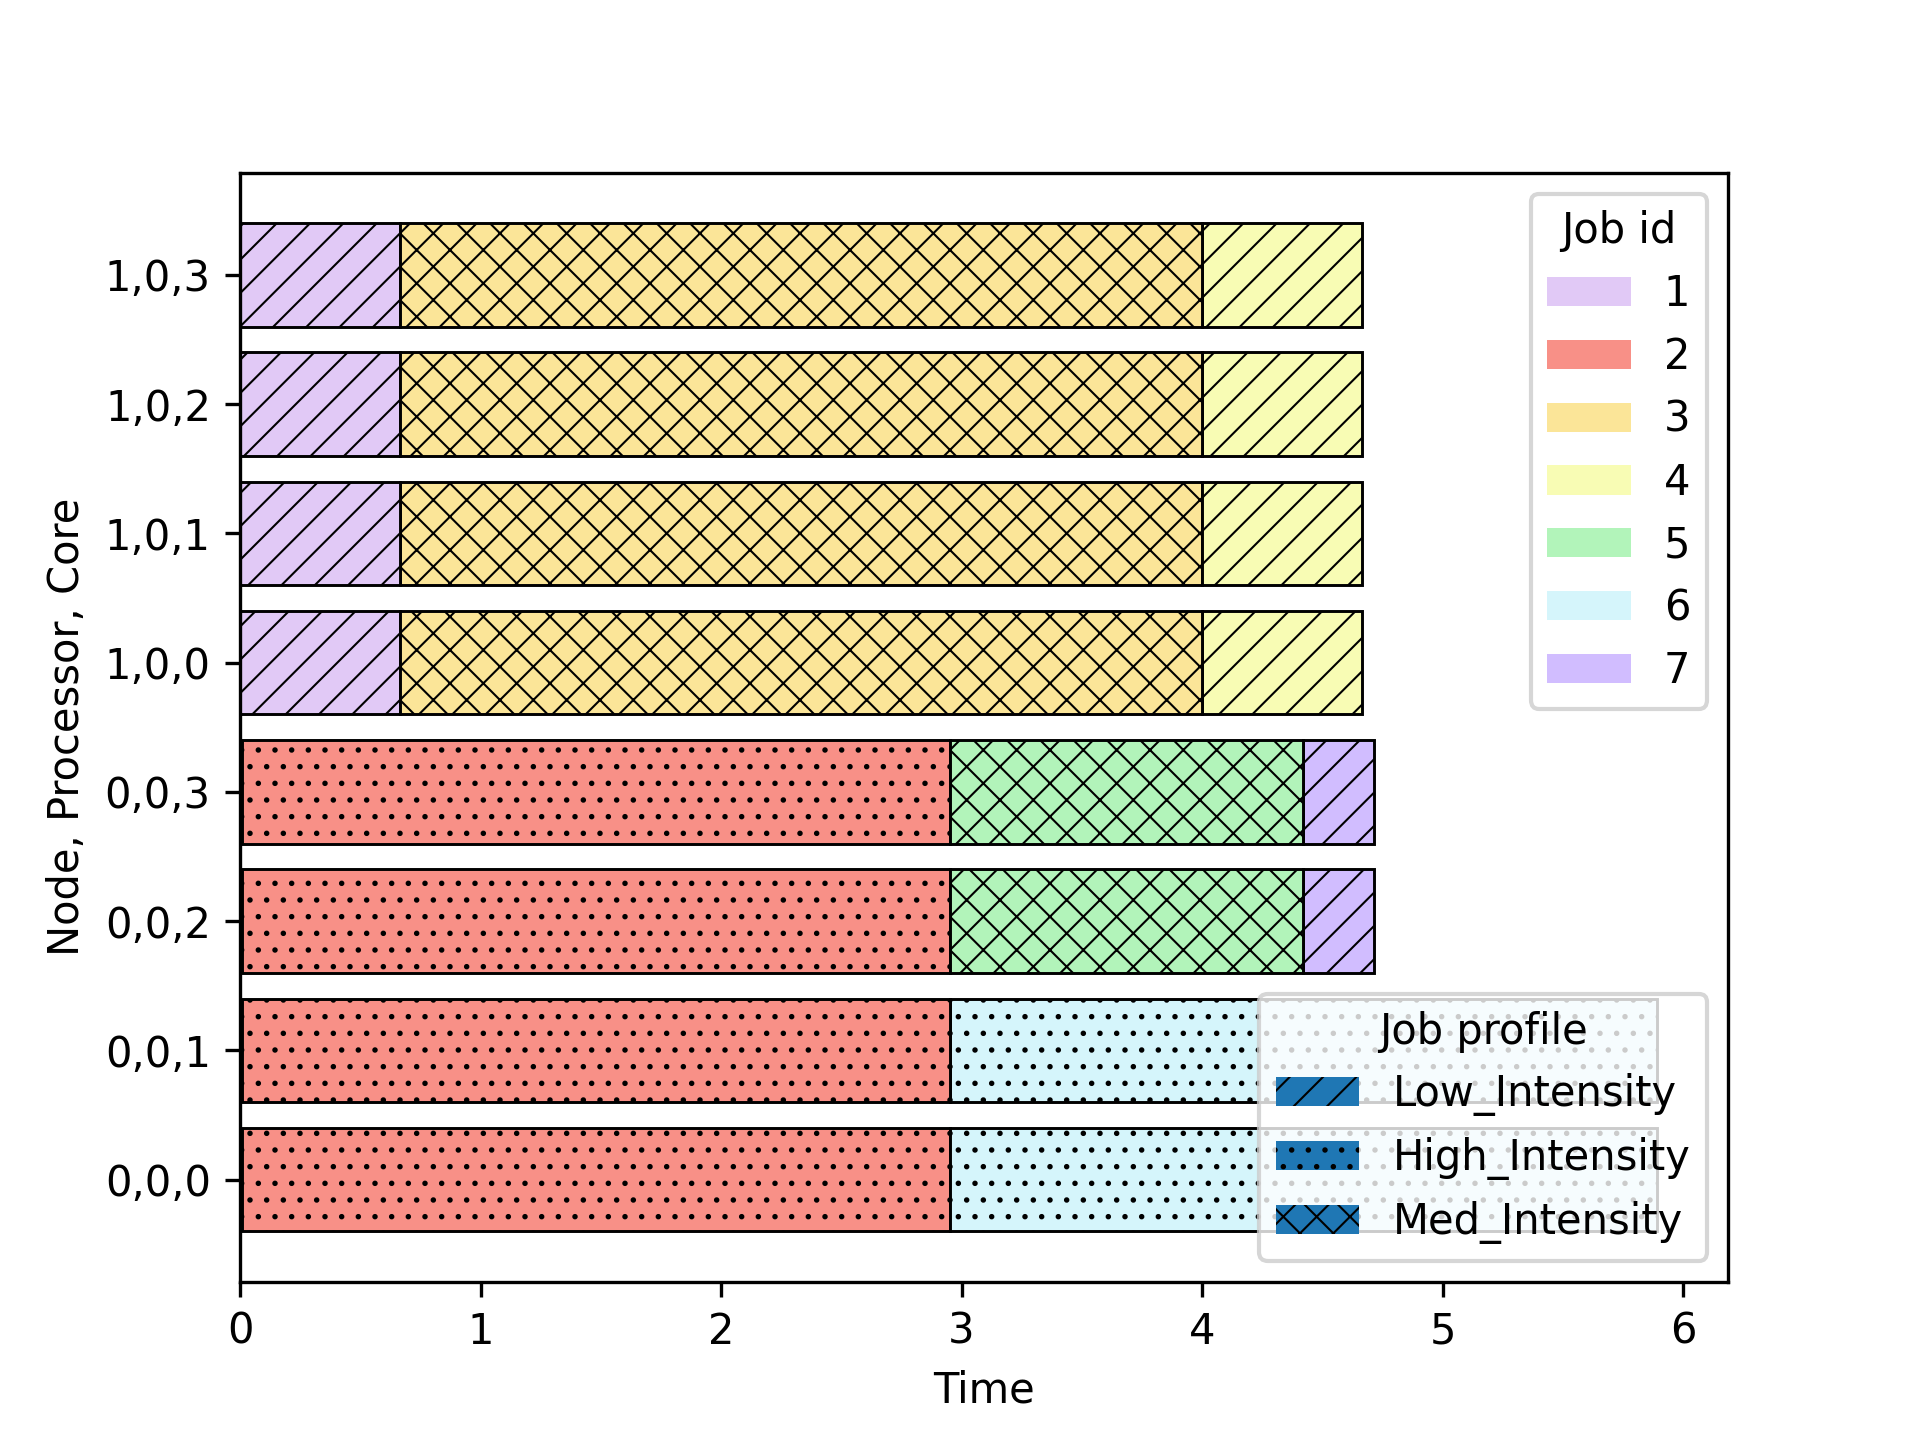 Job id
1
2
3
4
5
6
7
1,0,3
1,0,2
1,0,1
1,0,0
0,0,3
0,0,2
0,0,1
0,0,0
Node, Processor, Core
Job profile
Low_Intensity
High_Intensity
Med_Intensity
0 1 2 3 4 5 6
Time